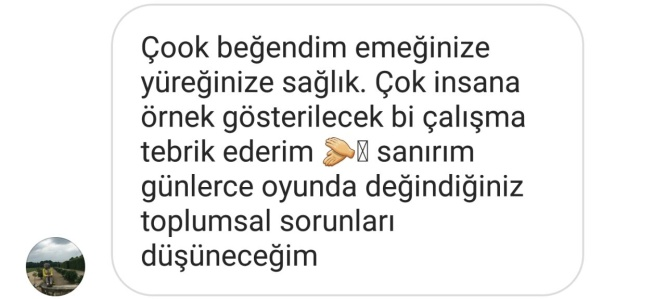 Çook beğendim emeğinize
yüreğinize sağlık. Çok insana
örnek gösterilecek bi çalışma
tebrik ederim 👏 sanırım
günlerce oyunda değindiğiniz
toplumsal sorunları
düşüneceğim